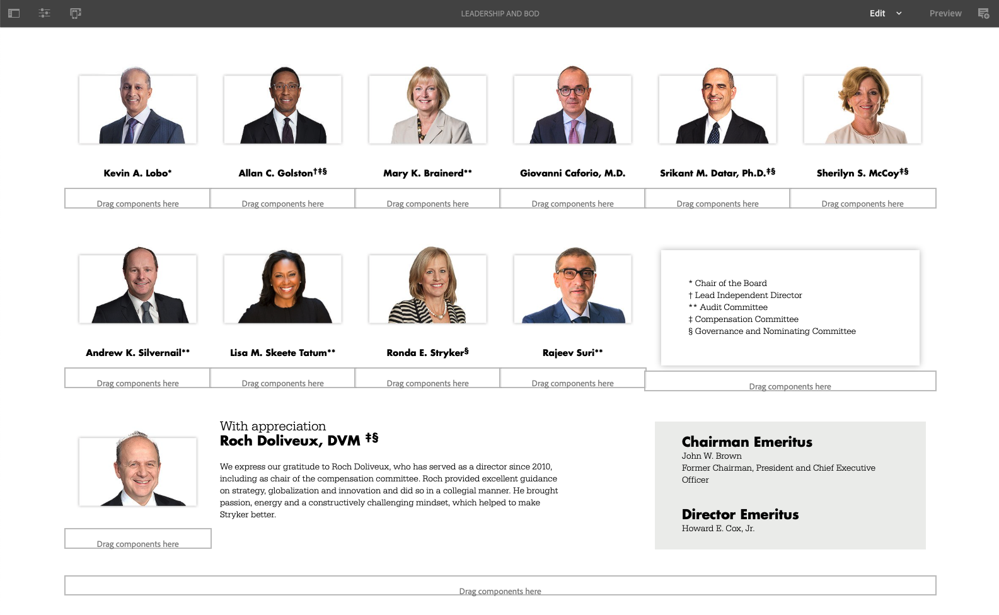 LEADERSHIP AND BOD
Edit
Preview
Kevin A. Lobo*
Allan C. Golston†‡§
Mary K. Brainerd**
Giovanni Caforio, M.D.
Srikant M. Datar, Ph.D.‡§
Sherilyn S. McCoy‡§
Drag components here
Drag components here
Drag components here
Drag components here
Drag components here
Drag components here
Andrew K. Silvernail**
Lisa M. Skeete Tatum**
Ronda E. Stryker§
Rajeev Suri**
* Chair of the Board
† Lead Independent Director
** Audit Committee
‡ Compensation Committee
§ Governance and Nominating Committee
Drag components here
Drag components here
Drag components here
Drag components here
Drag components here
With appreciation
Roch Doliveux, DVM ‡§
We express our gratitude to Roch Doliveux, who has served as a director since 2010,
including as chair of the compensation committee. Roch provided excellent guidance
on strategy, globalization and innovation and did so in a collegial manner. He brought
passion, energy and a constructively challenging mindset, which helped to make
Stryker better.
Chairman Emeritus
John W. Brown
Former Chairman, President and Chief Executive
Officer
Director Emeritus
Howard E. Cox, Jr.
Drag components here
Drag components here